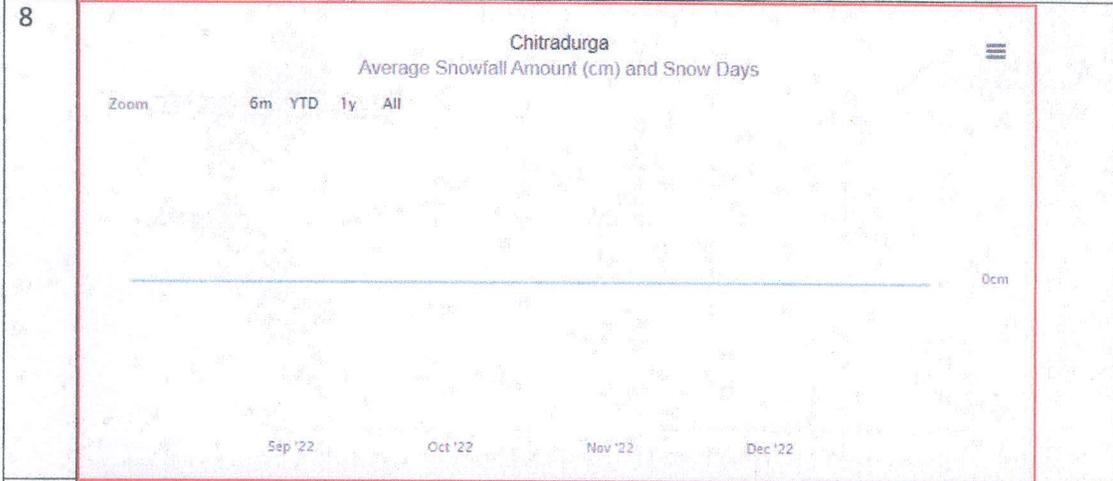 8
Chitradurga
Average Snowfall Amount (cm) and Snow Days
Zoom 6m YTD 1y All
0cm
Sep '22 Oct '22 Nov '22 Dec '22